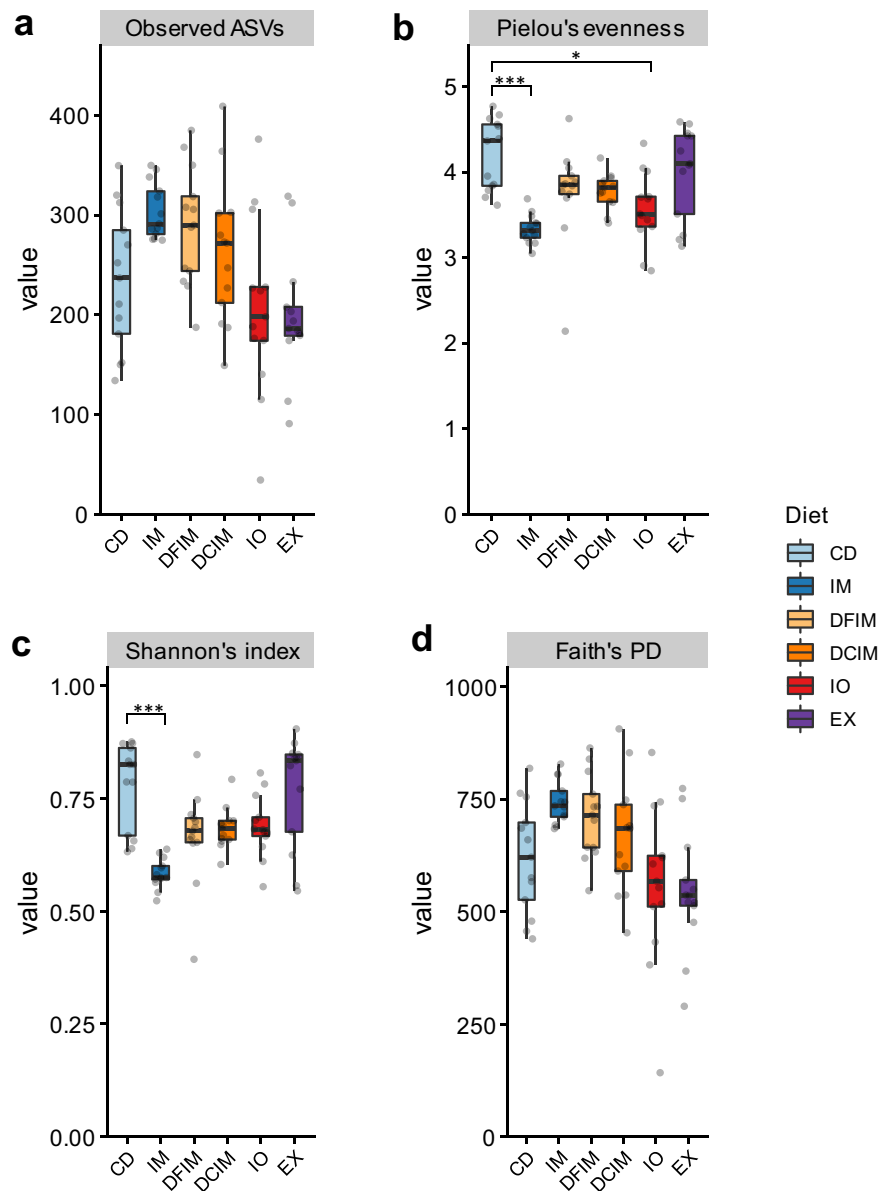 a
Observed ASVs
value
400
300
200
100
0
CD IM DFIM DCIM IO EX
b
Pielou's evenness
*
***
value
5
4
3
2
1
0
CD IM DFIM DCIM IO EX
Diet
CD
IM
DFIM
DCIM
IO
EX
c
Shannon's index
***
value
1.00
0.75
0.50
0.25
0.00
CD IM DFIM DCIM IO EX
d
Faith's PD
value
1000
750
500
250
0
CD IM DFIM DCIM IO EX